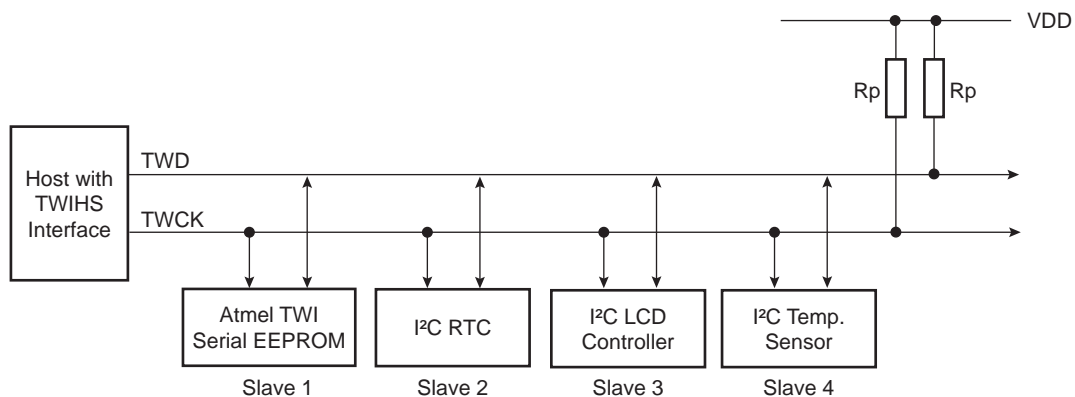 VDD
Rp
Rp
Host with
TWIHS
Interface
TWD
TWCK
Atmel TWI
Serial EEPROM
I²C RTC
I²C LCD
Controller
I²C Temp.
Sensor
Slave 1
Slave 2
Slave 3
Slave 4